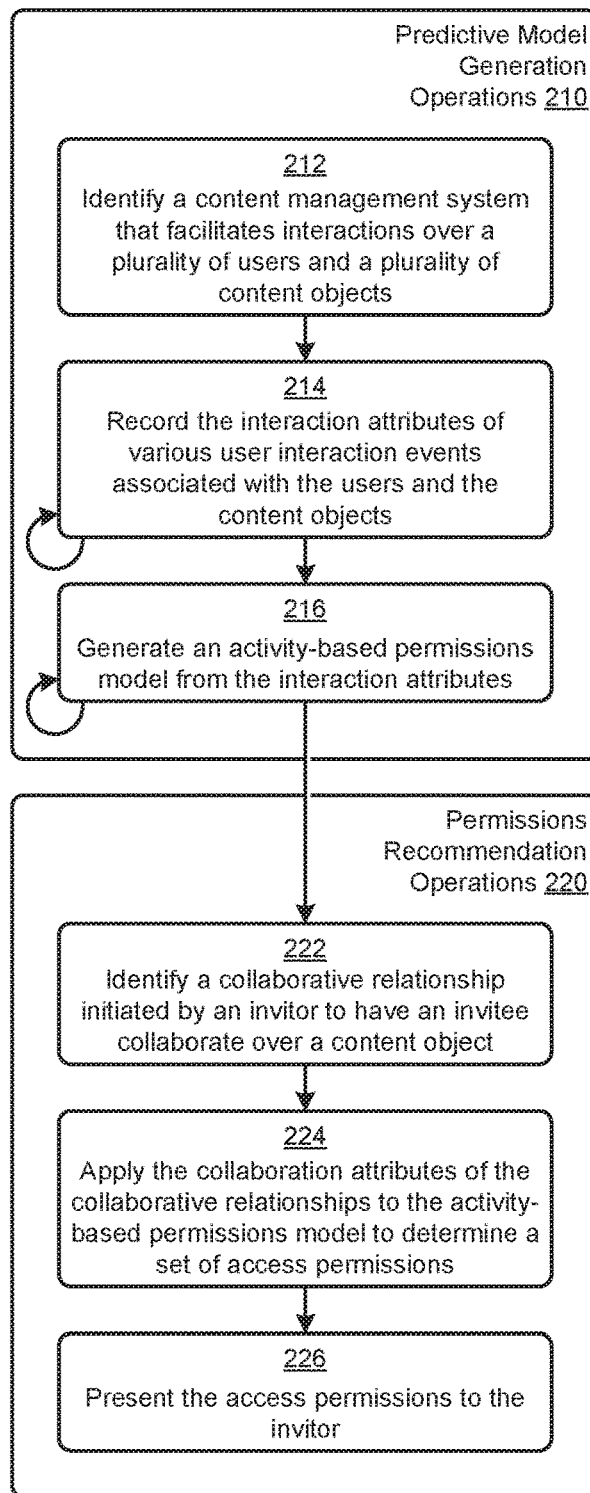 Predictive Model
Generation
Operations 210
212
Identify a content management system
that facilitates interactions over a
plurality of users and a plurality of
content objects
214
Record the interaction attributes of
various user interaction events
associated with the users and the
content objects
216
Generate an activity-based permissions
model from the interaction attributes
Permissions
Recommendation
Operations 220
222
Identify a collaborative relationship
initiated by an invitor to have an invitee
collaborate over a content object
224
Apply the collaboration attributes of the
collaborative relationships to the activity-
based permissions model to determine a
set of access permissions
226
Present the access permissions to the
invitor